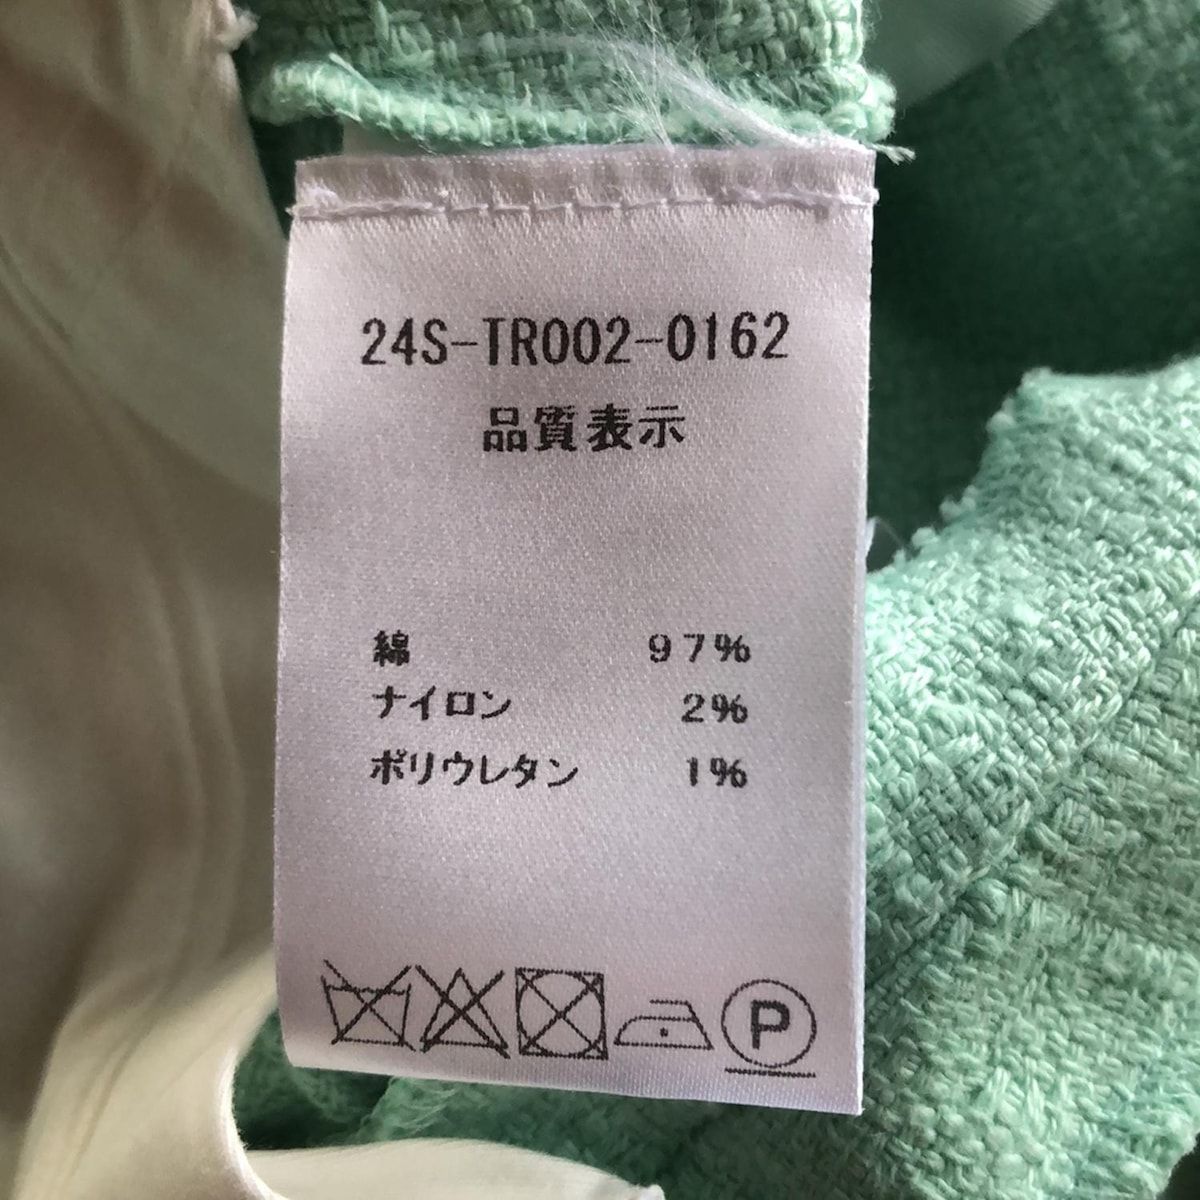 24S-TR002-0162
品質表示
綿 97%
ナイロン 2%
ポリウレタン 1%
P